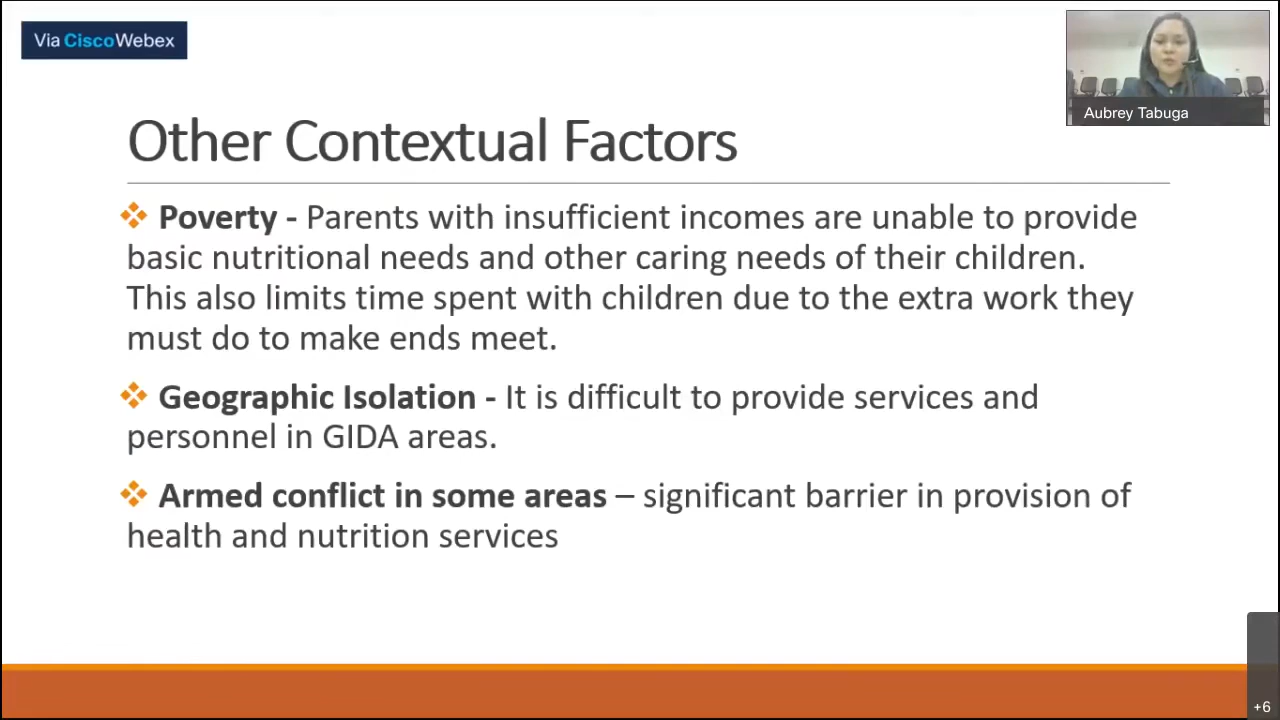 Via CiscoWebex
Aubrey Tabuga
Other Contextual Factors
❖ Poverty - Parents with insufficient incomes are unable to provide
basic nutritional needs and other caring needs of their children.
This also limits time spent with children due to the extra work they
must do to make ends meet.
❖ Geographic Isolation - It is difficult to provide services and
personnel in GIDA areas.
❖ Armed conflict in some areas – significant barrier in provision of
health and nutrition services
+6